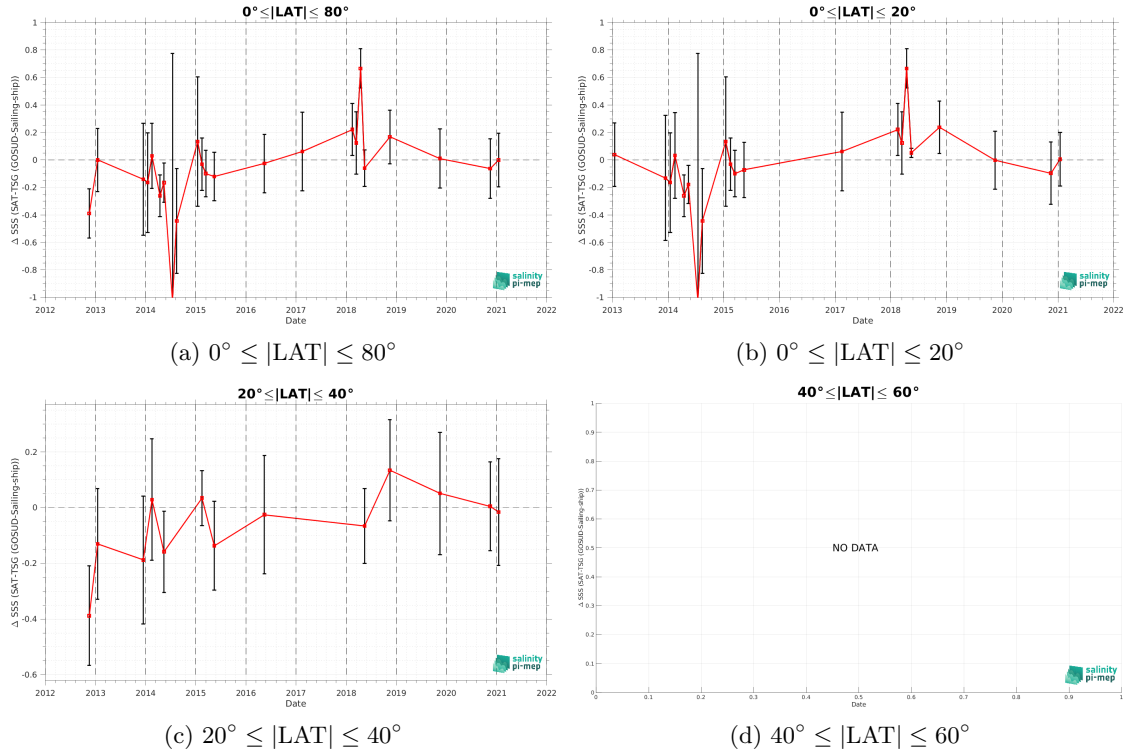 0°≤|LAT|≤ 80°
1
0.8
0.6
0.4
0.2
0
-0.2
-0.4
-0.6
-0.8
-1
Δ SSS (SAT-TSG (GOSUD-Sailing-ship))
2012 2013 2014 2015 2016 2017 2018 2019 2020 2021 2022
Date
salinity
pi-mep
(a) 0° ≤ |LAT| ≤ 80°
0°≤|LAT|≤ 20°
1
0.8
0.6
0.4
0.2
0
-0.2
-0.4
-0.6
-0.8
-1
Δ SSS (SAT-TSG (GOSUD-Sailing-ship))
2013 2014 2015 2016 2017 2018 2019 2020 2021 2022
Date
salinity
pi-mep
(b) 0° ≤ |LAT| ≤ 20°
20°≤|LAT|≤ 40°
0.2
0
-0.2
-0.4
-0.6
Δ SSS (SAT-TSG (GOSUD-Sailing-ship))
2012 2013 2014 2015 2016 2017 2018 2019 2020 2021 2022
Date
salinity
pi-mep
(c) 20° ≤ |LAT| ≤ 40°
40°≤|LAT|≤ 60°
1
0.9
0.8
0.7
0.6
0.5
0.4
0.3
0.2
0.1
0
Δ SSS (SAT-TSG (GOSUD-Sailing-ship))
NO DATA
0 0.1 0.2 0.3 0.4 0.5 0.6 0.7 0.8 0.9 1
Date
salinity
pi-mep
(d) 40° ≤ |LAT| ≤ 60°